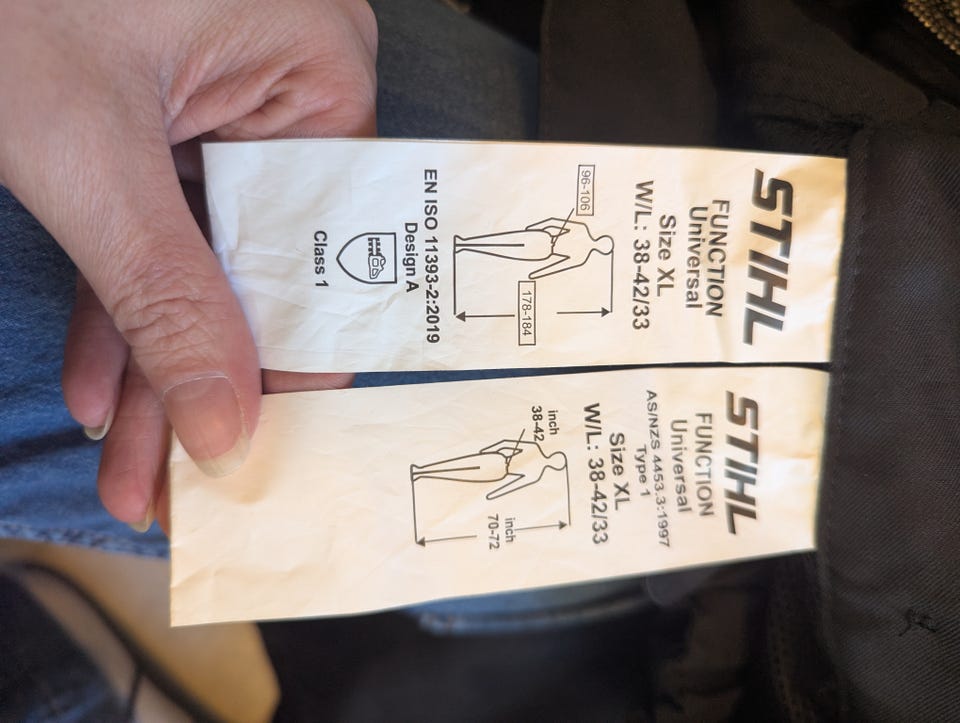 STIHL
FUNCTION
Universal
Size XL
W/L: 38-42/33
96-106
178-184
EN ISO 11393-2:2019
Design A
Class 1
STIHL
FUNCTION
Universal
AS/NZS 4453.3:1997
Type 1
Size XL
W/L: 38-42/33
inch
38-42
inch
70-72